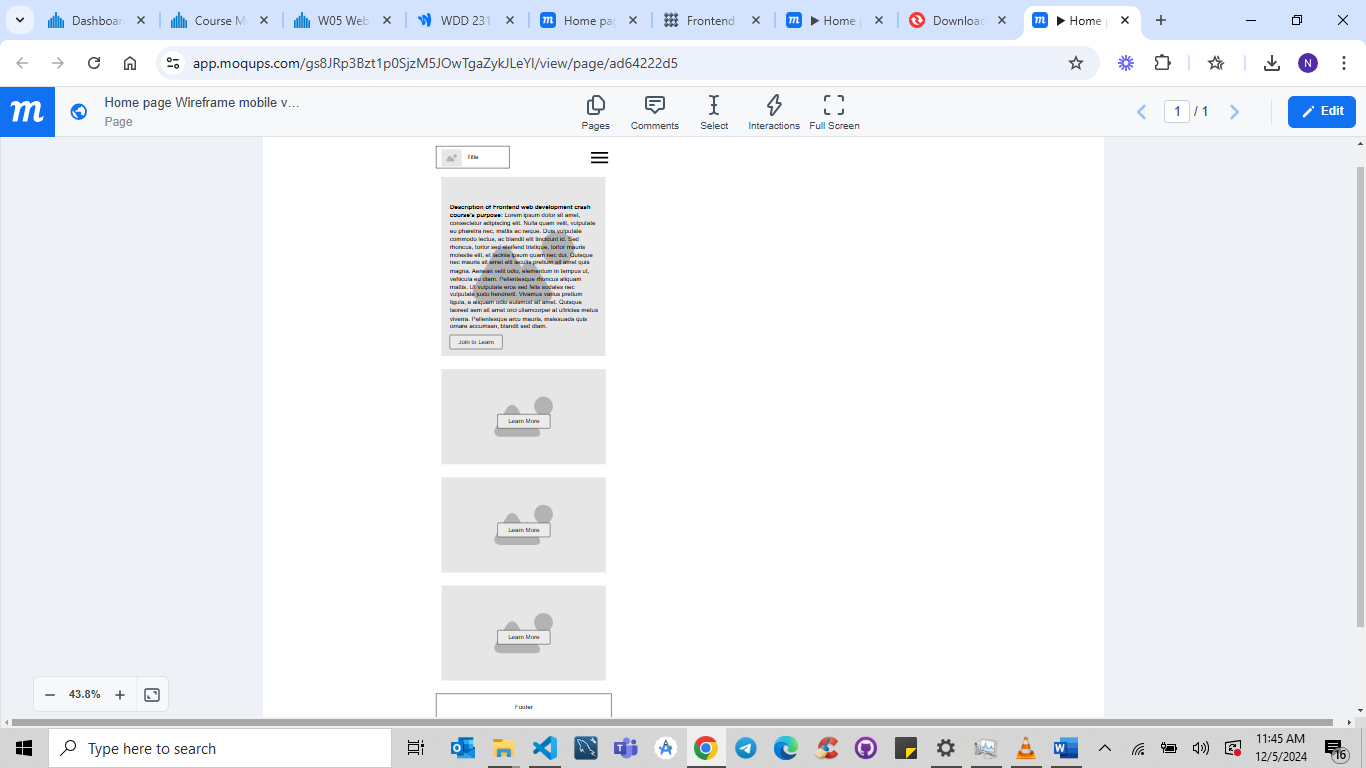 Dashboar
Course M
W05 Web
WDD 231
Home pa
Frontend
▶ Home
Download
▶ Home
app.moqups.com/gs8JRp3Bzt1p0SjzM5JOwTgaZykJLeYI/view/page/ad64222d5
N
m
Home page Wireframe mobile v…
Page
Pages
Comments
Select
Interactions
Full Screen
1 / 1
Edit
Title
Description of Frontend web development crash
course's purpose: Lorem ipsum dolor sit amet,
consectetur adipiscing elit. Nulla quam velit, vulputate
eu pharetra nec, mattis ac neque. Duis vulputate
commodo lectus, ac blandit elit tincidunt id. Sed
rhoncus, tortor sed eleifend tristique, tortor mauris
molestie elit, et lacinia ipsum quam nec dui. Quisque
nec mauris sit amet elit iaculis pretium sit amet quis
magna. Aenean velit odio, elementum in tempus ut,
vehicula eu diam. Pellentesque rhoncus aliquam
mattis. Ut vulputate eros sed felis sodales nec
vulputate justo hendrerit. Vivamus varius pretium
ligula, a aliquam odio euismod sit amet. Quisque
laoreet sem sit amet orci ullamcorper at ultricies metus
viverra. Pellentesque arcu mauris, malesuada quis
ornare accumsan, blandit sed diam.
Join to Learn
Learn More
Learn More
Learn More
Footer
43.8%
Type here to search
11:45 AM
12/5/2024
16